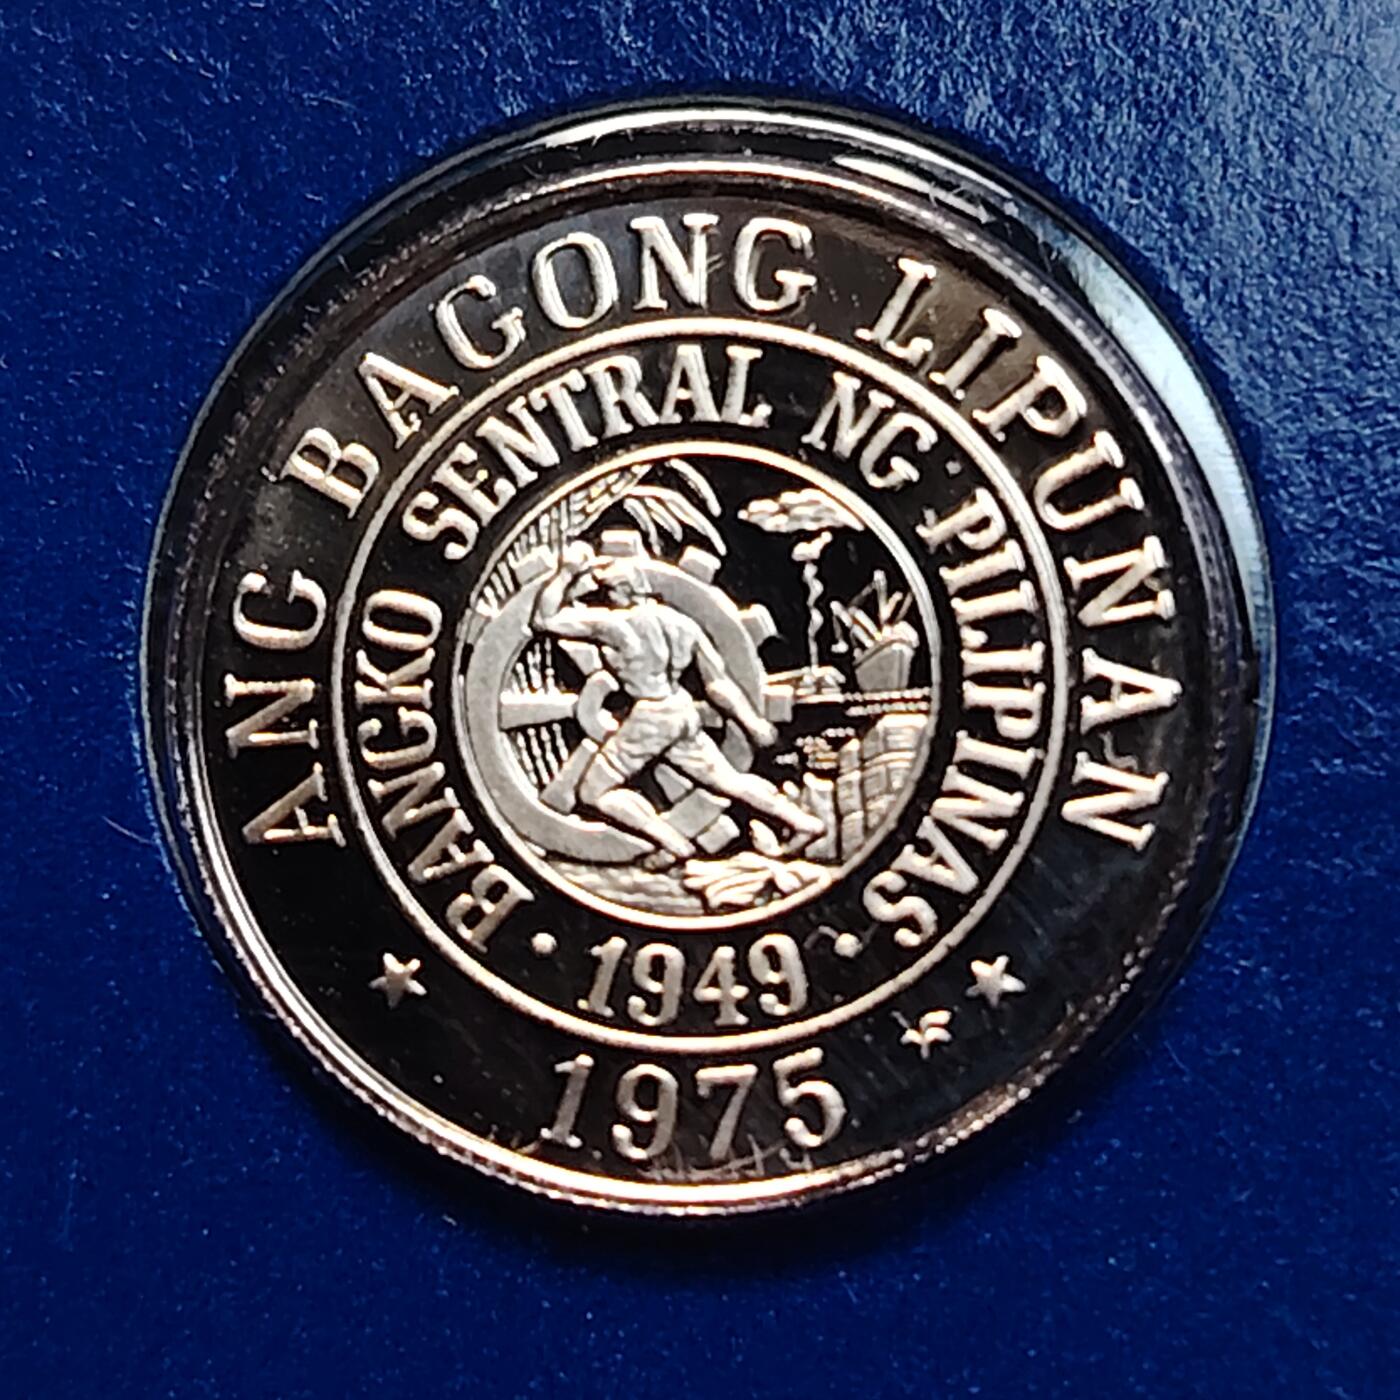 ANG BAGONG LIPUNAN
BANGKO SENTRAL NG PILIPINAS
· 1949 ·
1975